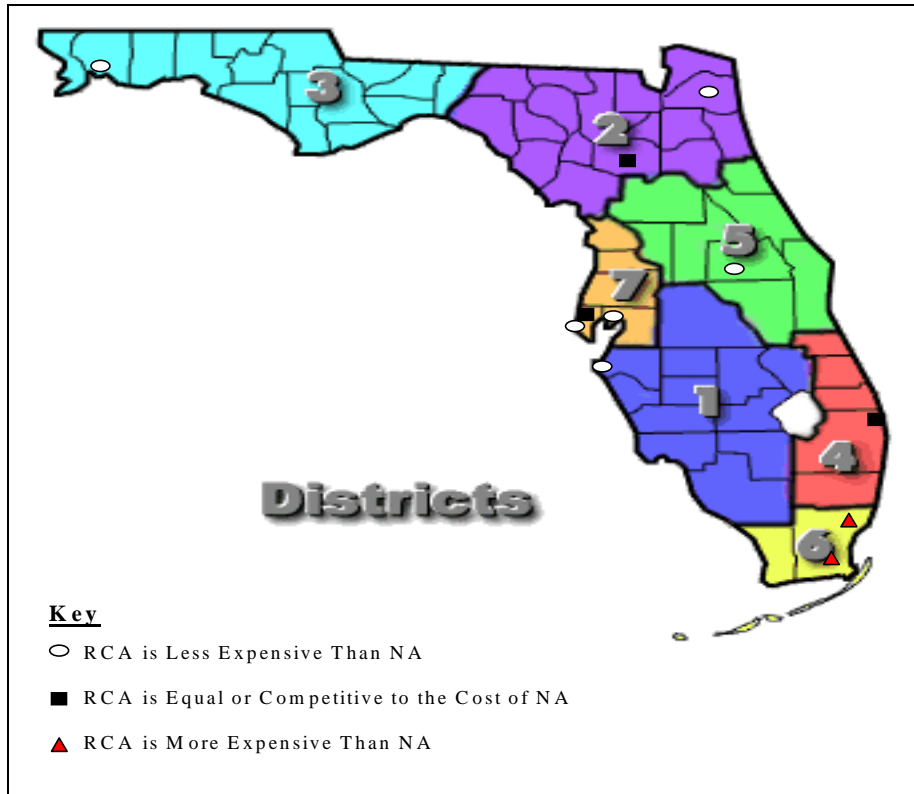 3
2
5
7
1
4
Districts
6
Key
RCA is Less Expensive Than NA
RCA is Equal or Competitive to the Cost of NA
RCA is More Expensive Than NA